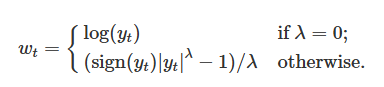 w_t = { log(y_t) if λ = 0;
(sign(y_t)|y_t|^λ − 1)/λ otherwise.